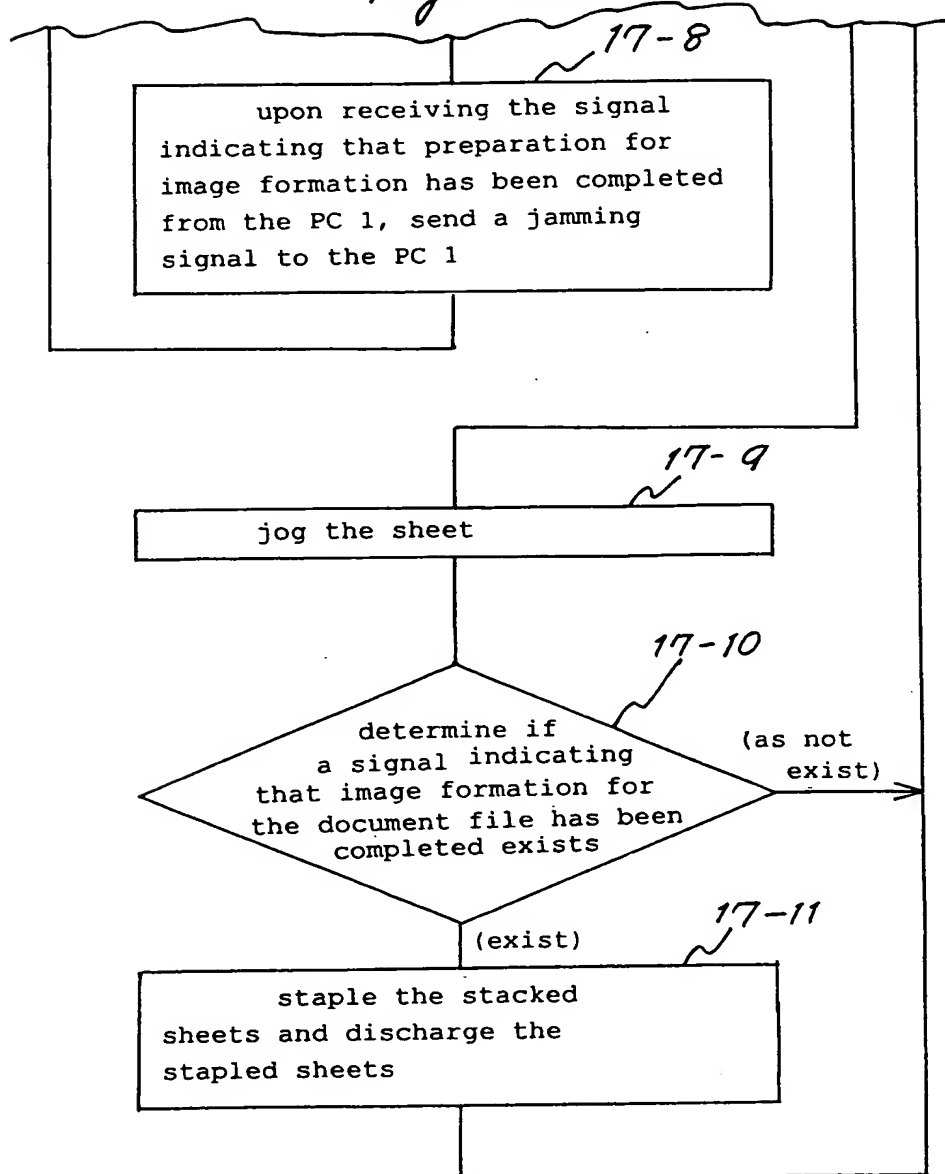 17-8
upon receiving the signal
indicating that preparation for
image formation has been completed
from the PC 1, send a jamming
signal to the PC 1
17-9
jog the sheet
17-10
determine if
a signal indicating
that image formation for
the document file has been
completed exists
(as not
exist)
(exist)
17-11
staple the stacked
sheets and discharge the
stapled sheets